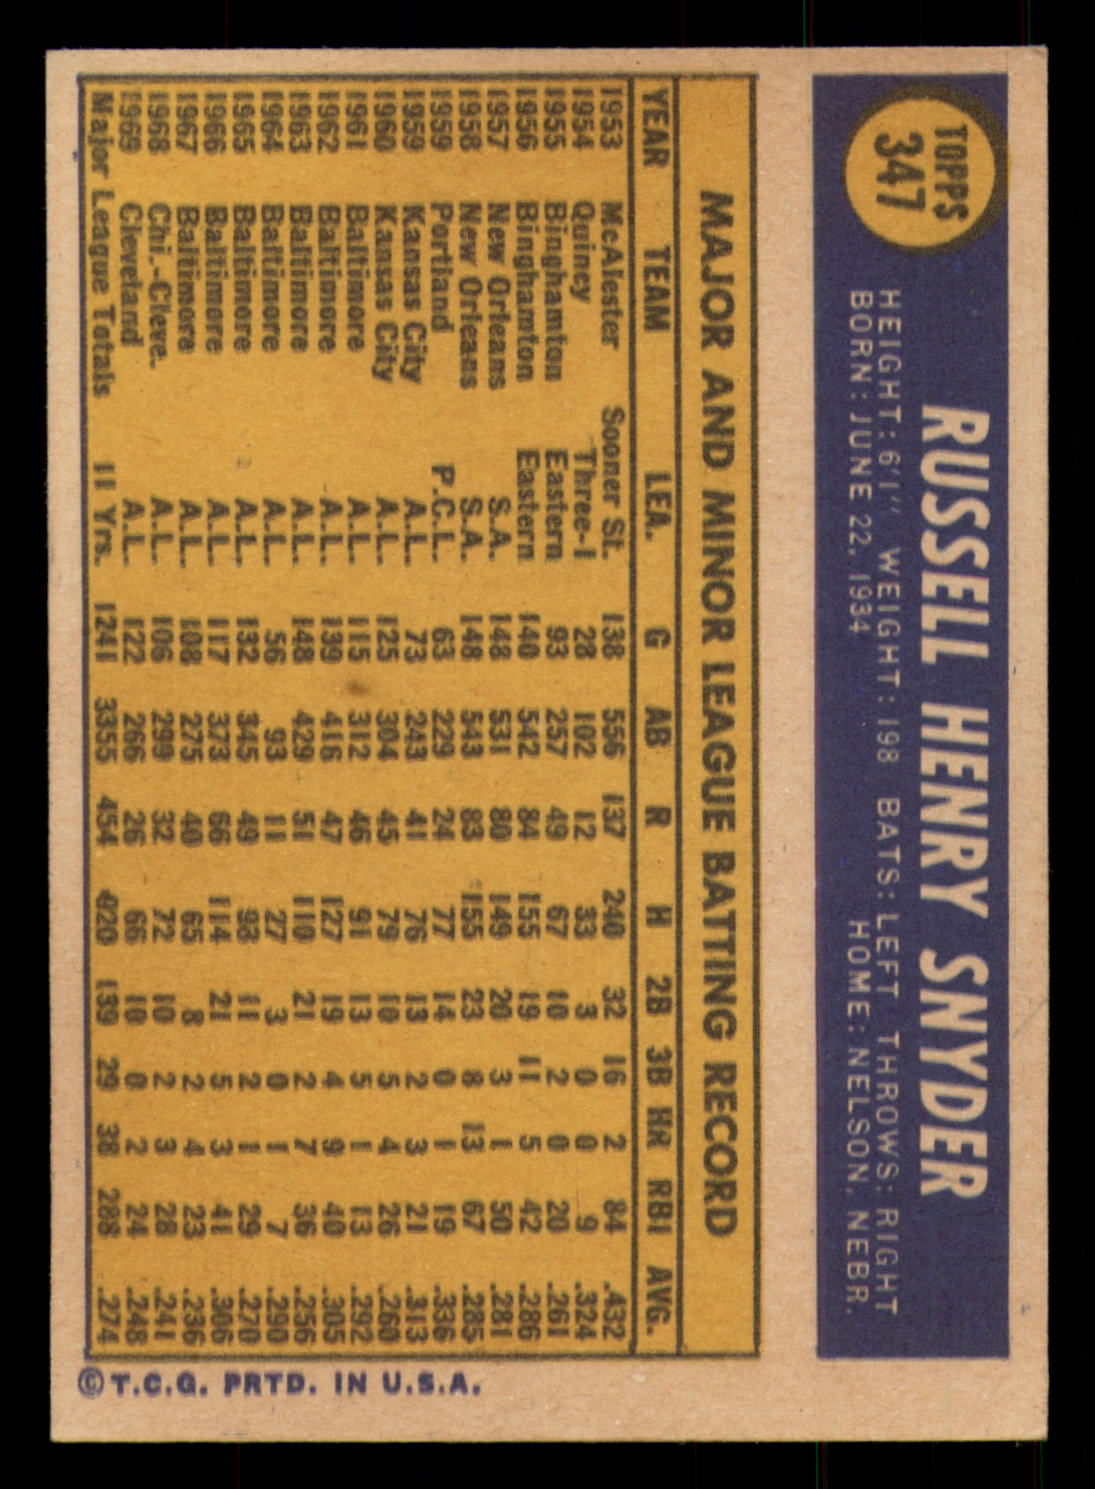 TOPPS
347
RUSSELL HENRY SNYDER
HEIGHT: 6'1" WEIGHT: 198 BATS: LEFT THROWS: RIGHT
BORN: JUNE 22, 1934 HOME: NELSON, NEBR.
MAJOR AND MINOR LEAGUE BATTING RECORD
YEAR TEAM LEA. G AB R H 2B 3B HR RBI AVG.
1953 McAlester Sooner St. 138 556 137 240 32 16 2 84 .432
1954 Quincy Three-I 28 102 12 33 3 0 0 9 .324
1955 Binghamton Eastern 93 257 49 67 10 2 0 20 .261
1956 Binghamton Eastern 140 542 84 155 19 11 5 42 .286
1957 New Orleans S.A. 148 531 80 149 20 3 1 50 .281
1958 New Orleans S.A. 148 543 83 155 23 8 13 67 .285
1959 Portland P.C.L. 63 229 24 77 14 0 1 19 .336
1959 Kansas City A.L. 73 243 41 76 13 2 3 21 .313
1960 Kansas City A.L. 125 304 45 79 10 5 4 26 .260
1961 Baltimore A.L. 115 312 46 91 13 5 1 13 .292
1962 Baltimore A.L. 139 416 47 127 19 4 9 40 .305
1963 Baltimore A.L. 148 429 51 110 21 2 7 36 .256
1964 Baltimore A.L. 56 93 11 27 3 0 1 7 .290
1965 Baltimore A.L. 132 345 49 93 11 2 1 29 .270
1966 Baltimore A.L. 117 373 66 114 21 5 3 41 .306
1967 Baltimore A.L. 108 275 40 65 8 2 4 23 .236
1968 Chi.-Cleve. A.L. 106 299 32 72 10 2 3 28 .241
1969 Cleveland A.L. 122 266 26 66 10 0 2 24 .248
Major League Totals 11 Yrs. 1241 3355 454 920 139 29 38 288 .274
©T.C.G. PRTD. IN U.S.A.